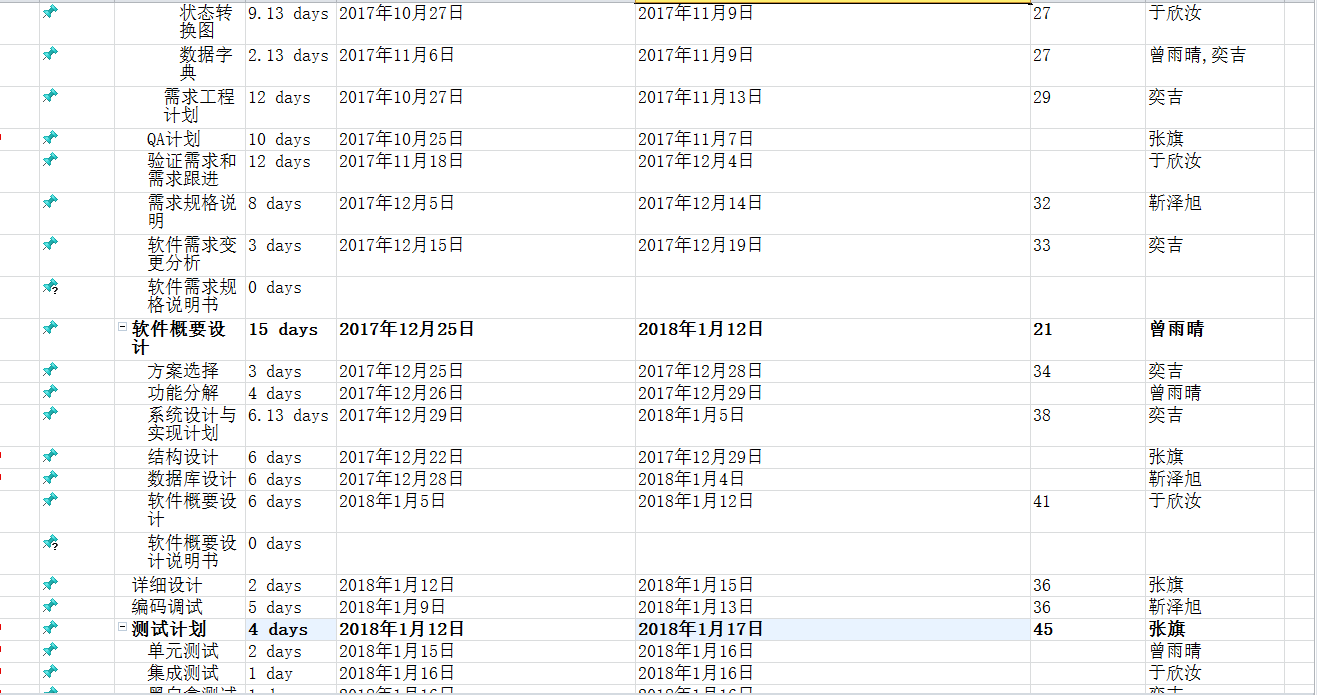 状态转换图 9.13 days 2017年10月27日 2017年11月9日 27 于欣汝
数据字典 2.13 days 2017年11月6日 2017年11月9日 27 曾雨晴,奕吉
需求工程计划 12 days 2017年10月27日 2017年11月13日 29 奕吉
QA计划 10 days 2017年10月25日 2017年11月7日 张旗
验证需求和需求跟进 12 days 2017年11月18日 2017年12月4日 于欣汝
需求规格说明 8 days 2017年12月5日 2017年12月14日 32 靳泽旭
软件需求变更分析 3 days 2017年12月15日 2017年12月19日 33 奕吉
软件需求规格说明书 0 days
软件概要设计 15 days 2017年12月25日 2018年1月12日 21 曾雨晴
方案选择 3 days 2017年12月25日 2017年12月28日 34 奕吉
功能分解 4 days 2017年12月26日 2017年12月29日 曾雨晴
系统设计与实现计划 6.13 days 2017年12月29日 2018年1月5日 38 奕吉
结构设计 6 days 2017年12月22日 2017年12月29日 张旗
数据库设计 6 days 2017年12月28日 2018年1月4日 靳泽旭
软件概要设计 6 days 2018年1月5日 2018年1月12日 41 于欣汝
软件概要设计说明书 0 days
详细设计 2 days 2018年1月12日 2018年1月15日 36 张旗
编码调试 5 days 2018年1月9日 2018年1月13日 36 靳泽旭
测试计划 4 days 2018年1月12日 2018年1月17日 45 张旗
单元测试 2 days 2018年1月15日 2018年1月16日 曾雨晴
集成测试 1 day 2018年1月16日 2018年1月16日 于欣汝